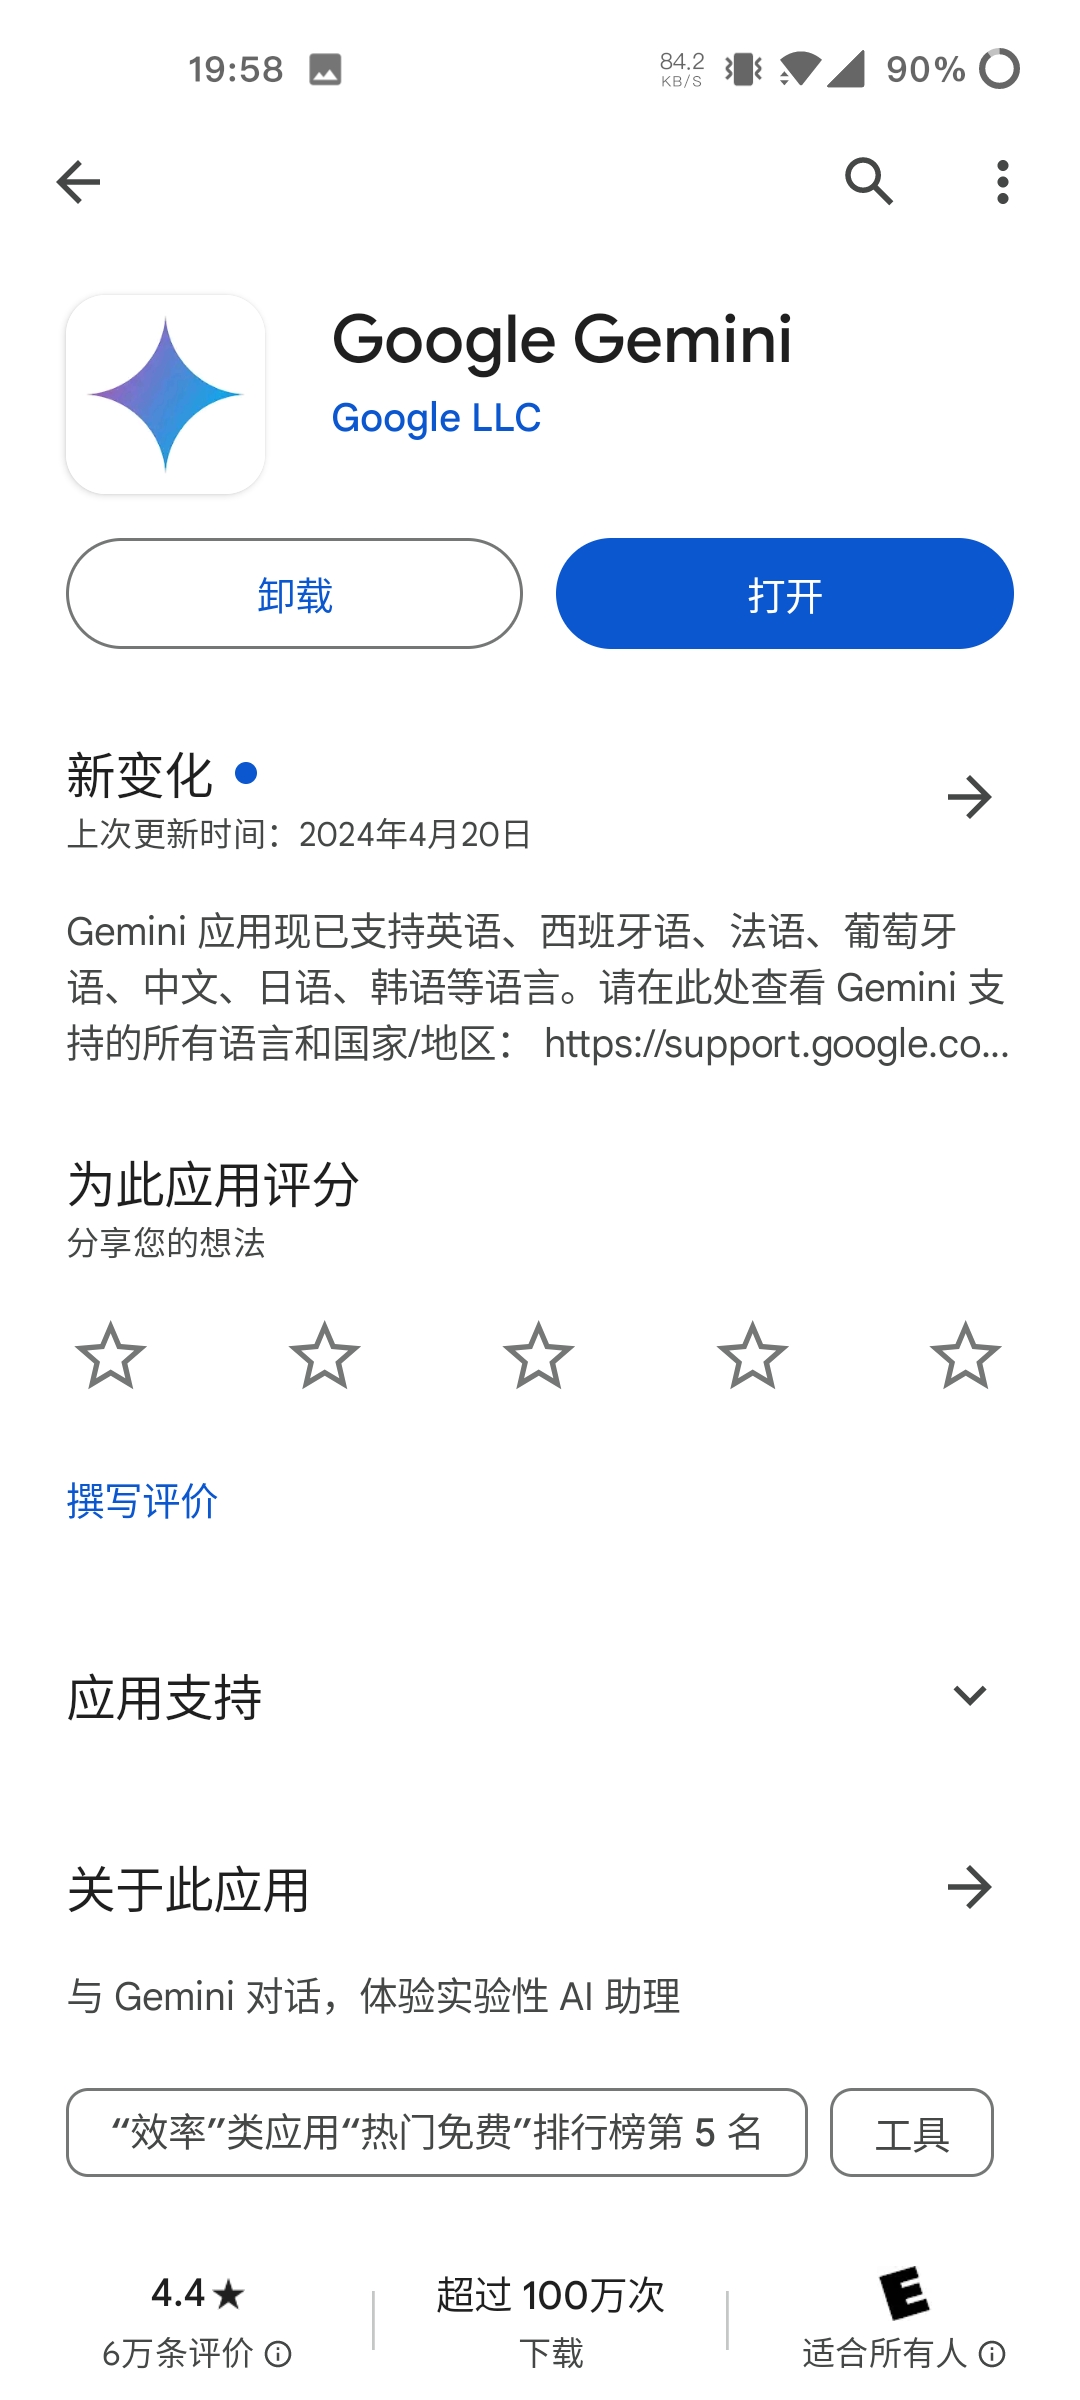 19:58
84.2
KB/S
90%
Google Gemini
Google LLC
卸载
打开
新变化
上次更新时间：2024年4月20日
Gemini 应用现已支持英语、西班牙语、法语、葡萄牙
语、中文、日语、韩语等语言。请在此处查看 Gemini 支
持的所有语言和国家/地区： https://support.google.co...
为此应用评分
分享您的想法
撰写评价
应用支持
关于此应用
与 Gemini 对话，体验实验性 AI 助理
“效率”类应用“热门免费”排行榜第 5 名
工具
4.4★
超过 100万次
E
6万条评价
下载
适合所有人